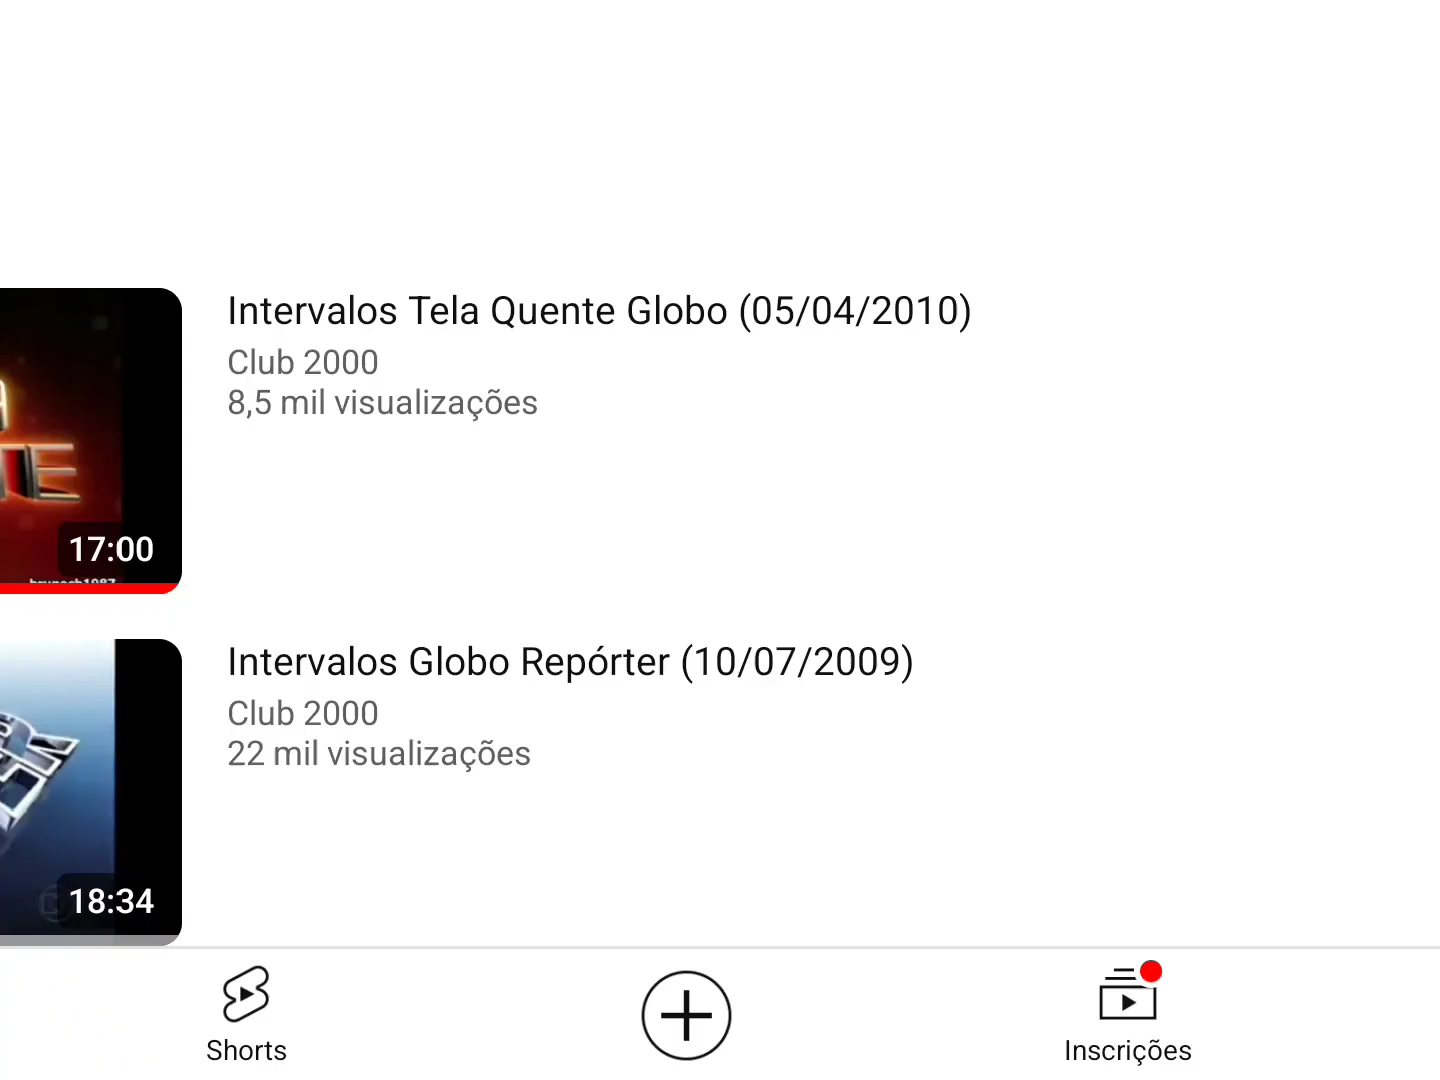 Intervalos Tela Quente Globo (05/04/2010)
Club 2000
8,5 mil visualizações
17:00
Intervalos Globo Repórter (10/07/2009)
Club 2000
22 mil visualizações
18:34
Shorts
Inscrições